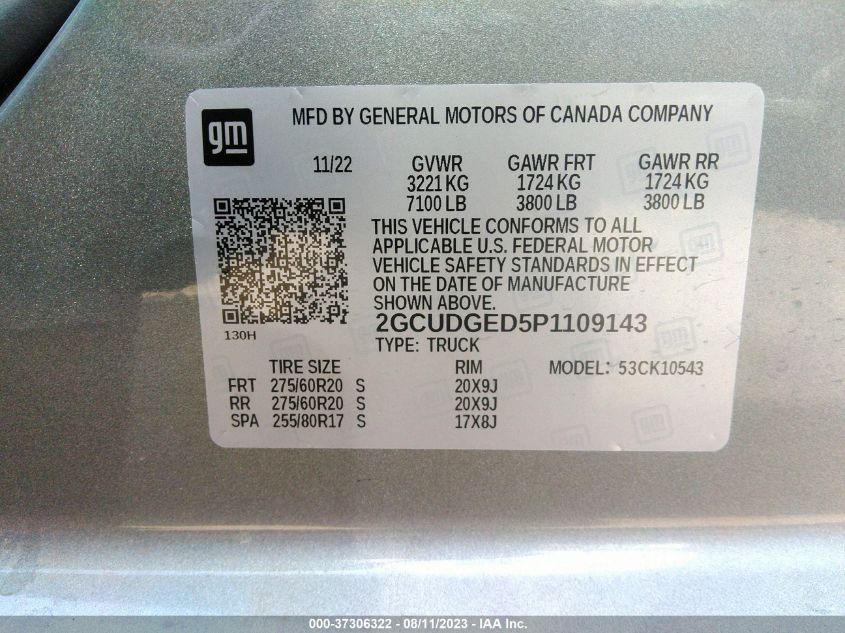 gm
MFD BY GENERAL MOTORS OF CANADA COMPANY
11/22 GVWR GAWR FRT GAWR RR
3221 KG 1724 KG 1724 KG
7100 LB 3800 LB 3800 LB
THIS VEHICLE CONFORMS TO ALL
APPLICABLE U.S. FEDERAL MOTOR
VEHICLE SAFETY STANDARDS IN EFFECT
ON THE DATE OF MANUFACTURE
SHOWN ABOVE.
130H
2GCUDGED5P1109143
TYPE: TRUCK
TIRE SIZE RIM MODEL: 53CK10543
FRT 275/60R20 S 20X9J
RR 275/60R20 S 20X9J
SPA 255/80R17 S 17X8J
000-37306322 - 08/11/2023 - IAA Inc.